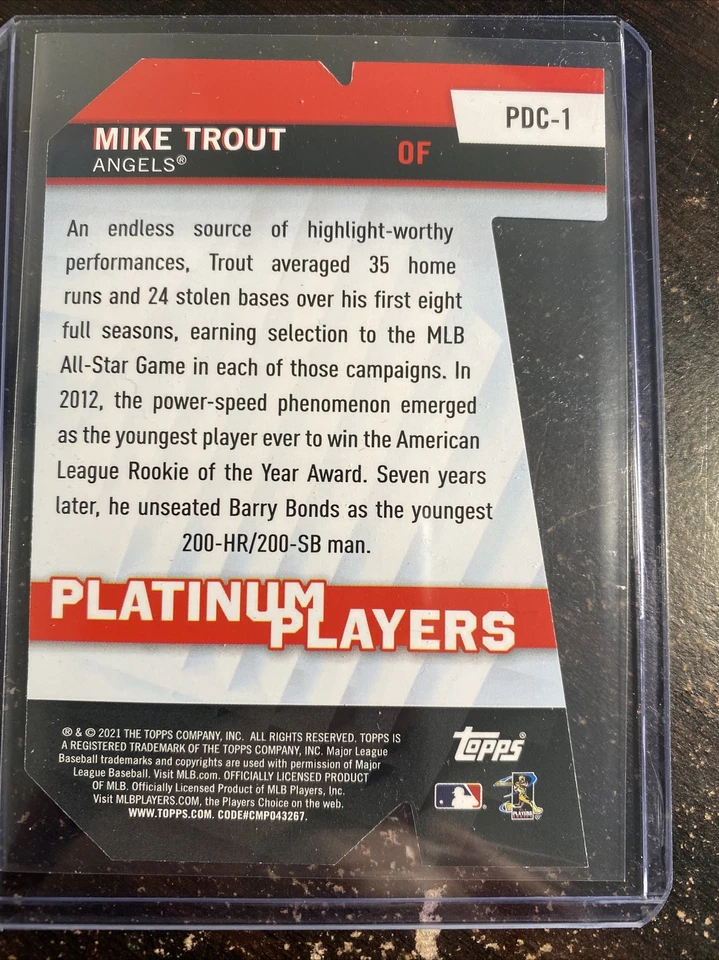 PDC-1
MIKE TROUT
ANGELS®
OF
An endless source of highlight-worthy
performances, Trout averaged 35 home
runs and 24 stolen bases over his first eight
full seasons, earning selection to the MLB
All-Star Game in each of those campaigns. In
2012, the power-speed phenomenon emerged
as the youngest player ever to win the American
League Rookie of the Year Award. Seven years
later, he unseated Barry Bonds as the youngest
200-HR/200-SB man.
PLATINUM
PLAYERS
® & © 2021 THE TOPPS COMPANY, INC. ALL RIGHTS RESERVED. TOPPS IS
A REGISTERED TRADEMARK OF THE TOPPS COMPANY, INC. Major League
Baseball trademarks and copyrights are used with permission of Major
League Baseball. Visit MLB.com. OFFICIALLY LICENSED PRODUCT
OF MLB. Officially Licensed Product of MLB Players, Inc.
Visit MLBPLAYERS.COM, the Players Choice on the web.
WWW.TOPPS.COM. CODE#CMP043267.
Topps®